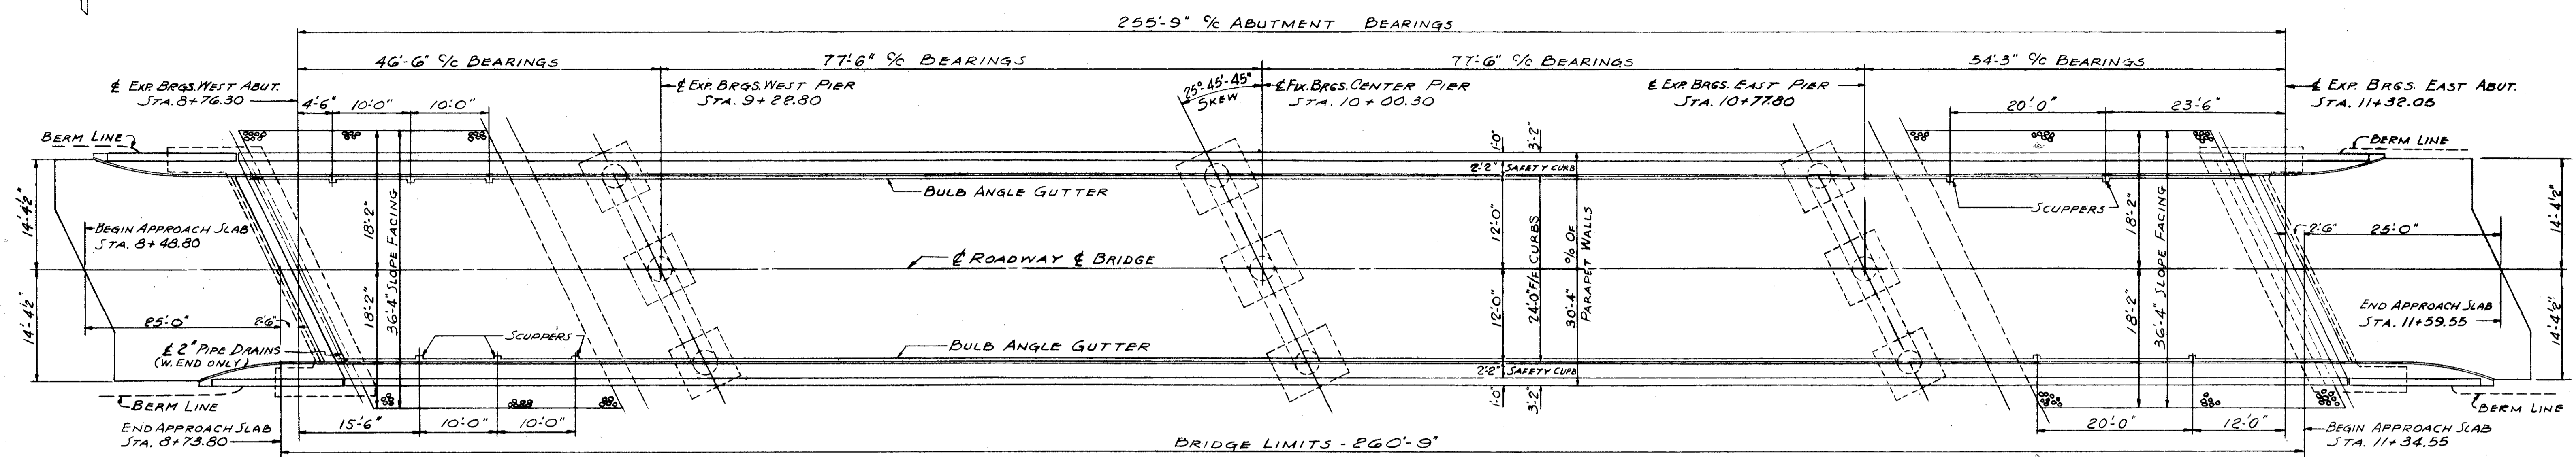 255'-9" C/C ABUTMENT BEARINGS
46'-6" C/C BEARINGS
77'-6" C/C BEARINGS
77'-6" C/C BEARINGS
54'-3" C/C BEARINGS
℄ EXP. BRGS. WEST ABUT.
STA. 8+76.30
℄ EXP. BRGS. WEST PIER
STA. 9+22.80
25°-45'-45"
SKEW
℄ FIX. BRGS. CENTER PIER
STA. 10+00.30
℄ EXP. BRGS. EAST PIER
STA. 10+77.80
℄ EXP. BRGS. EAST ABUT.
STA. 11+32.05
4'-6"
10'-0"
10'-0"
20'-0"
23'-6"
BERM LINE
BERM LINE
1'-0"
3'-2"
2'-2" SAFETY CURB
BULB ANGLE GUTTER
SCUPPERS
14'-4½"
14'-4½"
18'-2"
36'-4" SLOPE FACING
18'-2"
12'-0"
24'-0" F/F CURBS
30'-4" O/O OF
PARAPET WALLS
12'-0"
18'-2"
36'-4" SLOPE FACING
18'-2"
14'-4½"
14'-4½"
BEGIN APPROACH SLAB
STA. 8+48.80
2'-6"
25'-0"
℄ ROADWAY ℄ BRIDGE
25'-0"
2'-6"
END APPROACH SLAB
STA. 11+59.55
SCUPPERS
℄ 2" PIPE DRAINS
(W. END ONLY)
BULB ANGLE GUTTER
2'-2" SAFETY CURB
1'-0"
3'-2"
BERM LINE
BERM LINE
15'-6"
10'-0"
10'-0"
20'-0"
12'-0"
END APPROACH SLAB
STA. 8+73.80
BEGIN APPROACH SLAB
STA. 11+34.55
BRIDGE LIMITS - 260'-9"